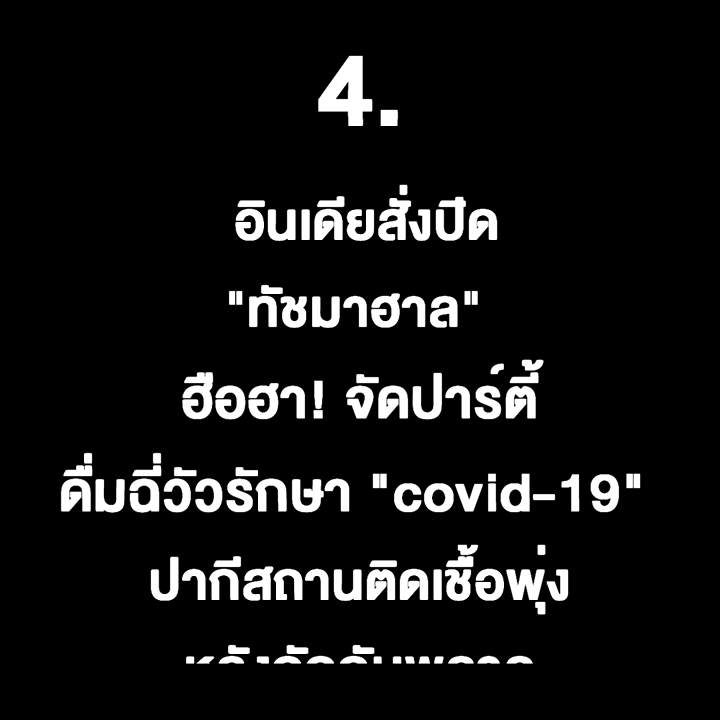 4.
อินเดียสั่งปิด
"ทัชมาฮาล"
ฮือฮา! จัดปาร์ตี้
ดื่มฉี่วัวรักษา "covid-19"
ปากีสถานติดเชื้อพุ่ง